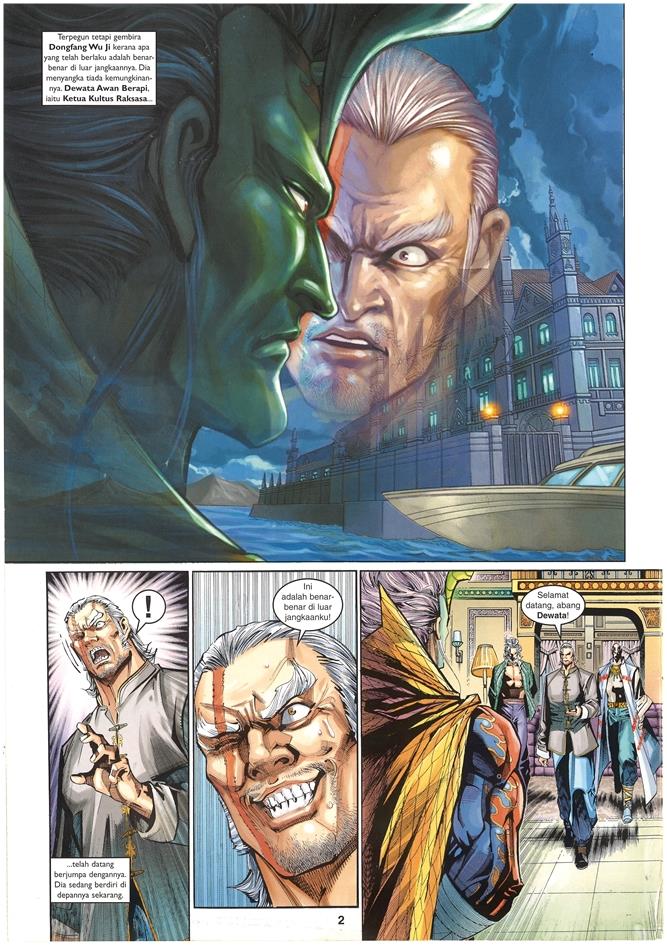 Terpegun tetapi gembira
Dongfang Wu Ji kerana apa
yang telah berlaku adalah benar-
benar di luar jangkaannya. Dia
menyangka tiada kemungkinan-
nya. Dewata Awan Berapi,
iaitu Ketua Kultus Raksasa...
!
...telah datang
berjumpa dengannya.
Dia sedang berdiri di
depannya sekarang.
Ini
adalah benar-
benar di luar
jangkaanku!
Selamat
datang, abang
Dewata!
2